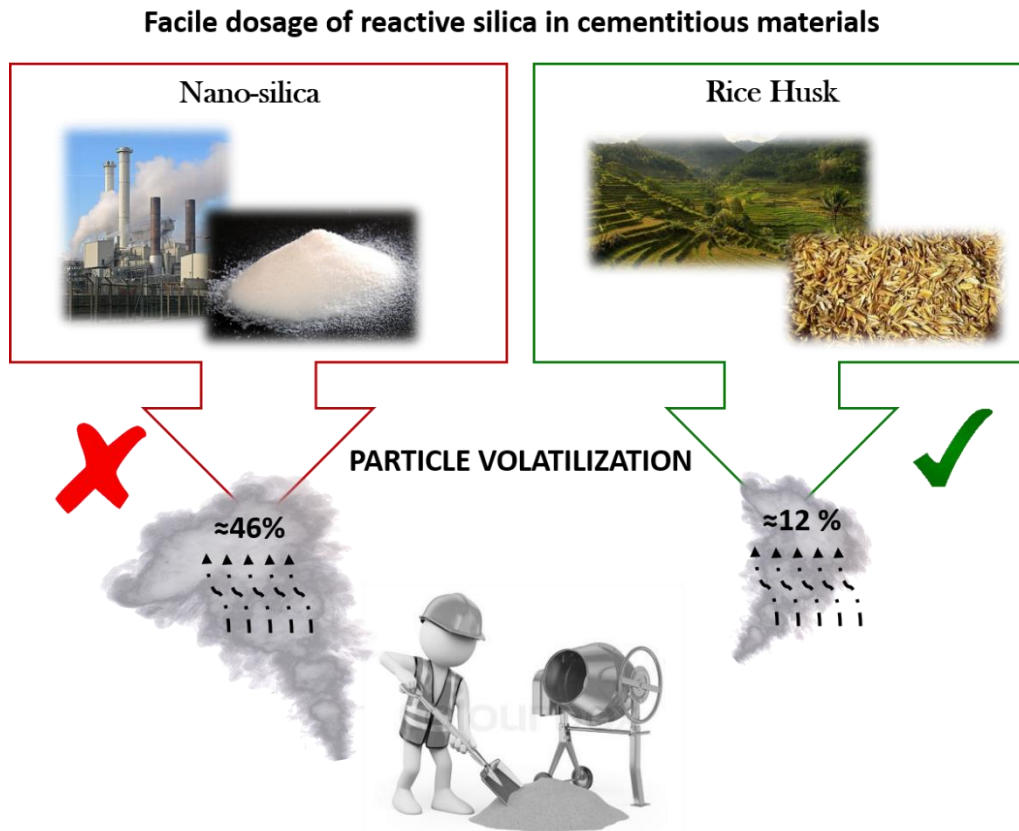 Facile dosage of reactive silica in cementitious materials
Nano-silica
Rice Husk
PARTICLE VOLATILIZATION
≈46%
≈12 %